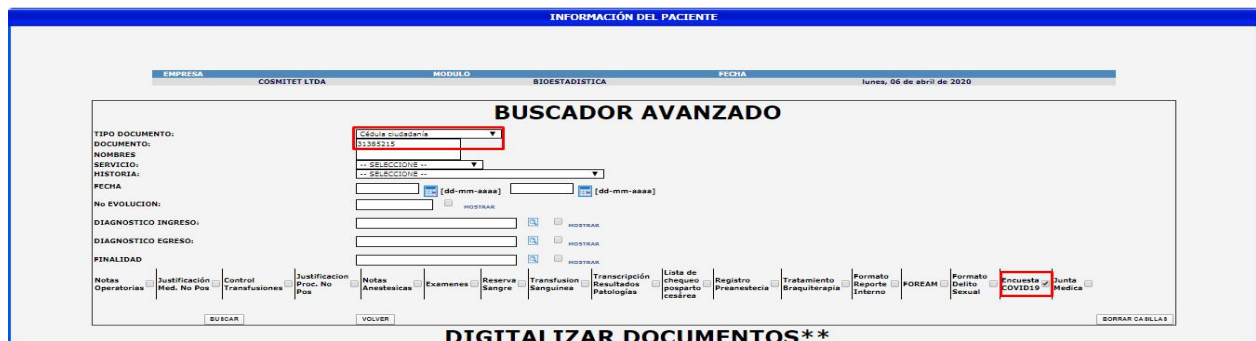 INFORMACIÓN DEL PACIENTE
EMPRESA MODULO FECHA
COSMITET LTDA BIOESTADISTICA lunes, 06 de abril de 2020
BUSCADOR AVANZADO
TIPO DOCUMENTO: Cédula ciudadanía
DOCUMENTO: 31385215
NOMBRES
SERVICIO: -- SELECCIONE --
HISTORIA: -- SELECCIONE --
FECHA [dd-mm-aaaa] [dd-mm-aaaa]
No EVOLUCION: MOSTRAR
DIAGNOSTICO INGRESO: MOSTRAR
DIAGNOSTICO EGRESO: MOSTRAR
FINALIDAD MOSTRAR
Notas Operatorias Justificación Med. No Pos Control Transfusiones Justificacion Proc. No Pos Notas Anestesicas Examenes Reserva Sangre Transfusion Sanguinea Transcripción Resultados Patologías Lista de chequeo posparto cesárea Registro Preanestecia Tratamiento Braquiterapia Formato Reporte Interno FOREAM Formato Delito Sexual Encuesta COVID19 Junta Medica
BUSCAR VOLVER BORRAR CASILLAS
DIGITALIZAR DOCUMENTOS**